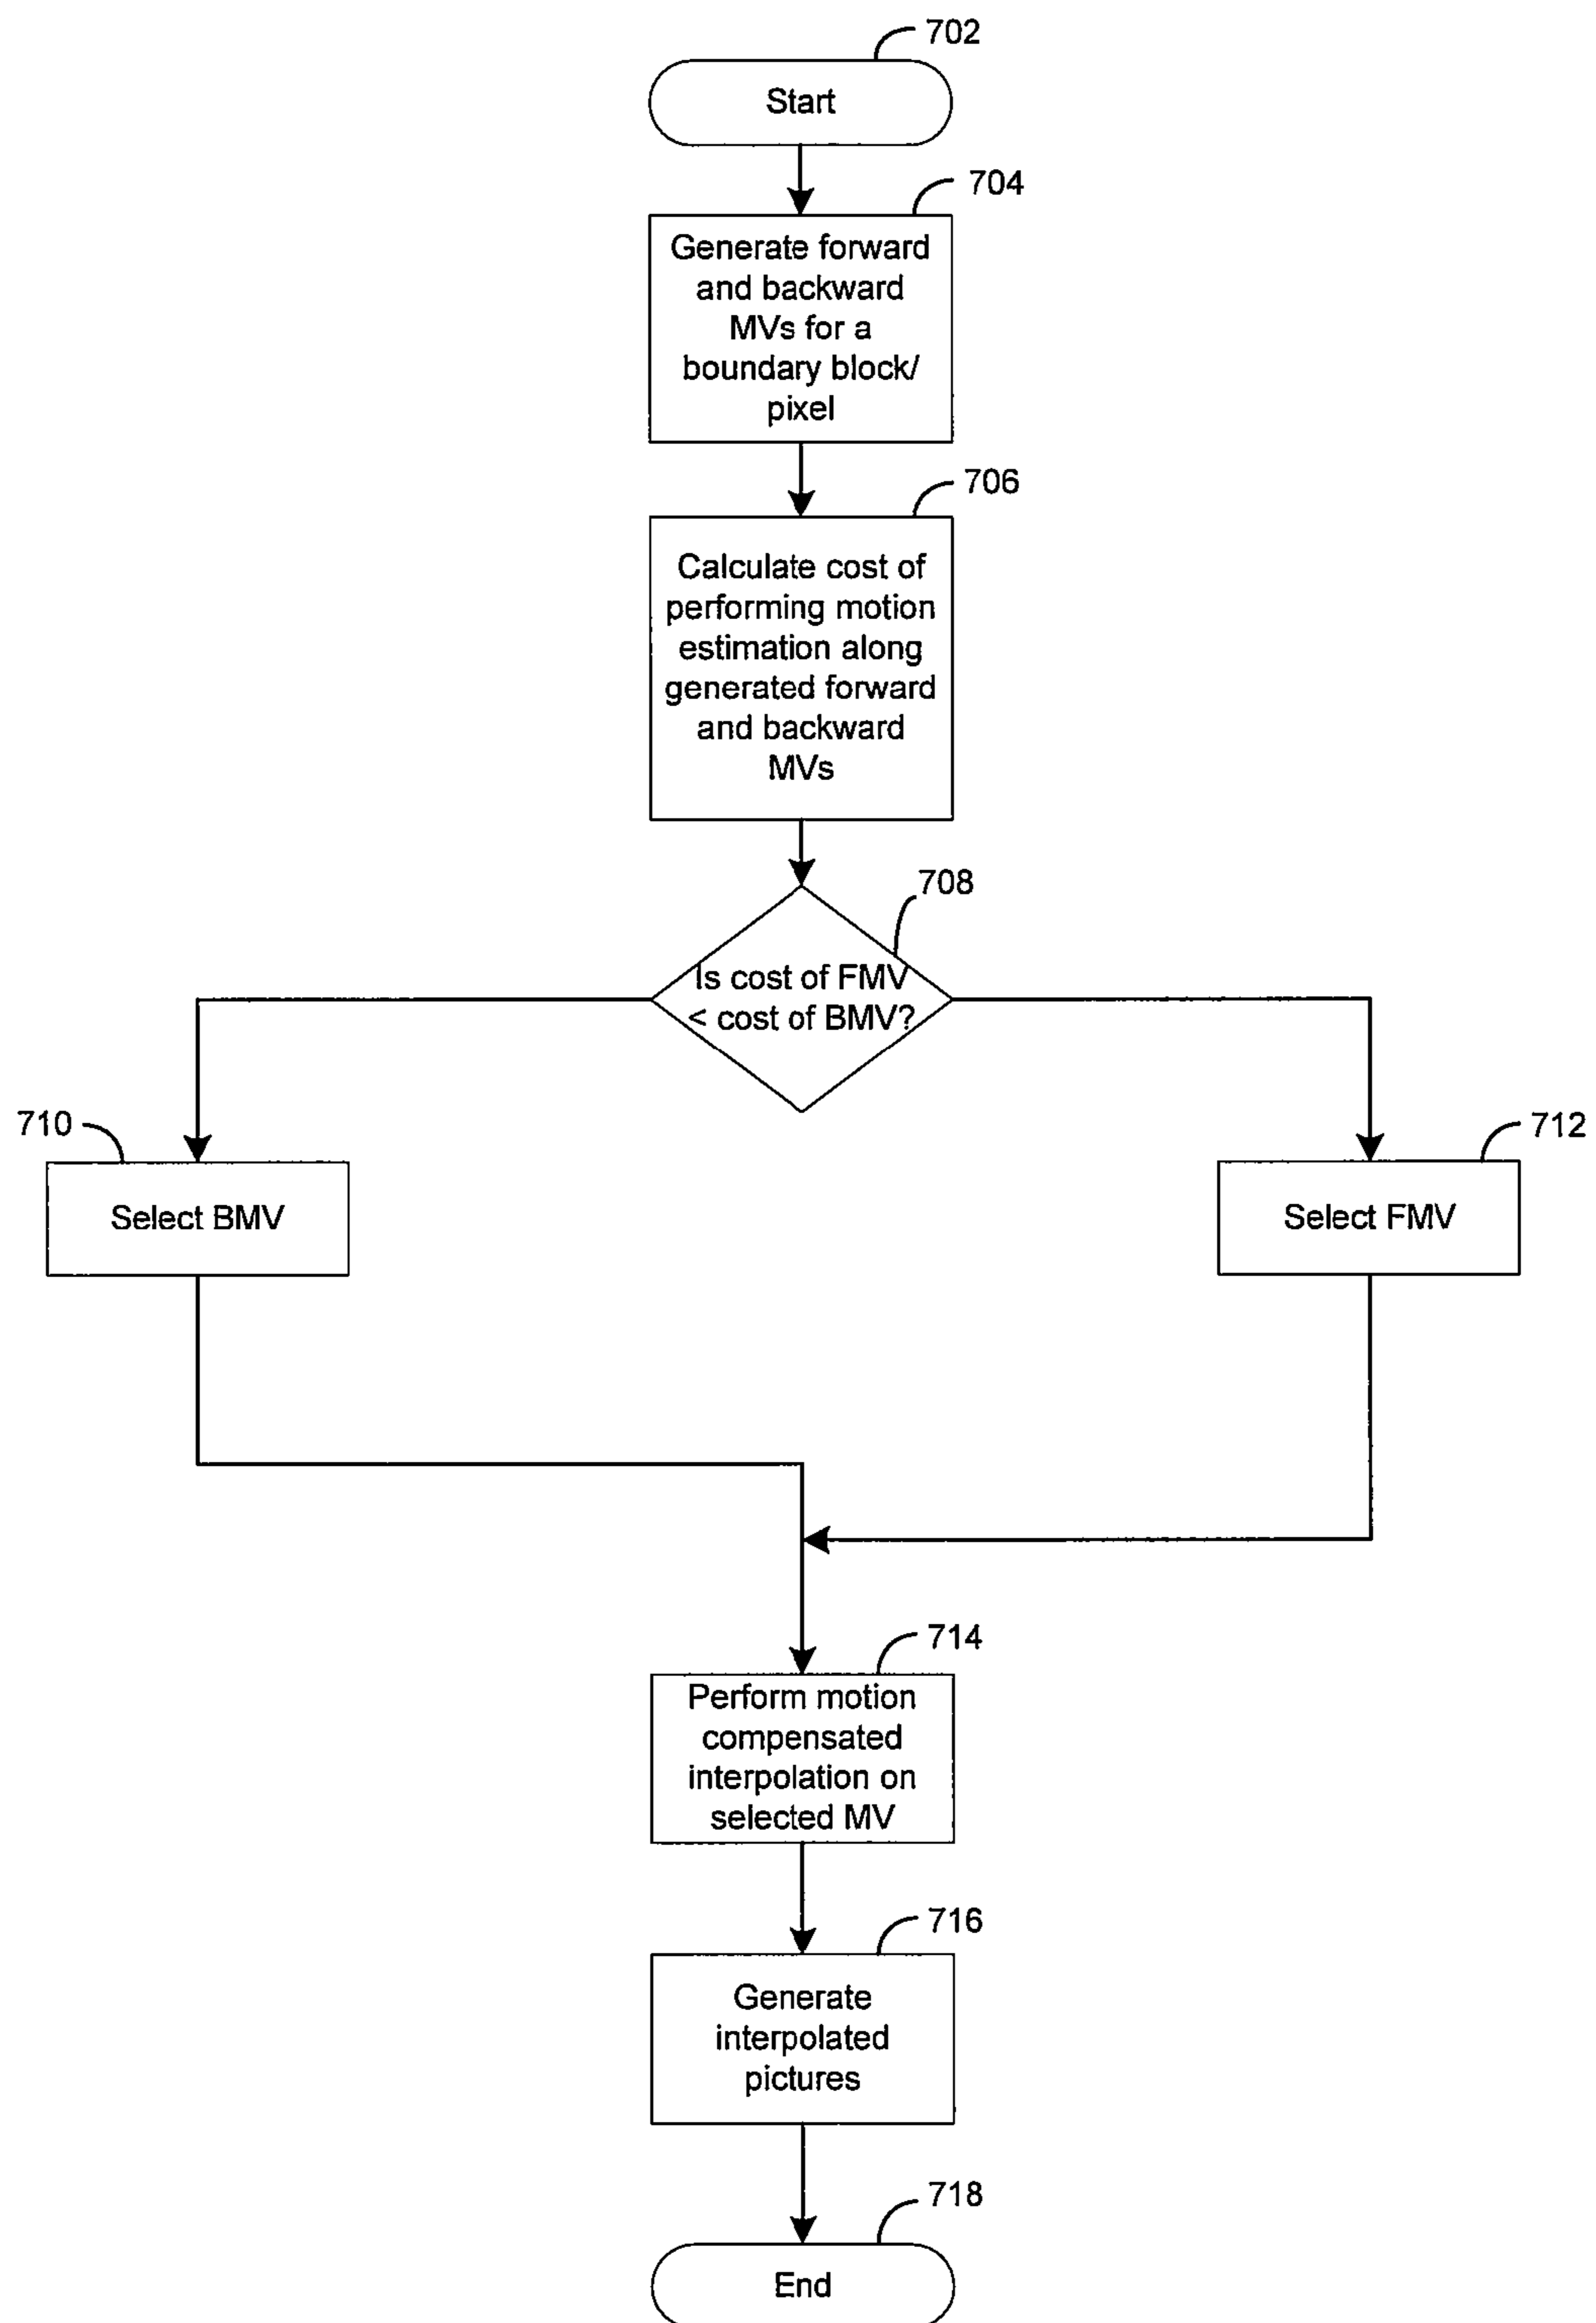 702
Start
704
Generate forward
and backward
MVs for a
boundary block/
pixel
706
Calculate cost of
performing motion
estimation along
generated forward
and backward
MVs
708
Is cost of FMV
< cost of BMV?
710
Select BMV
712
Select FMV
714
Perform motion
compensated
interpolation on
selected MV
716
Generate
interpolated
pictures
718
End